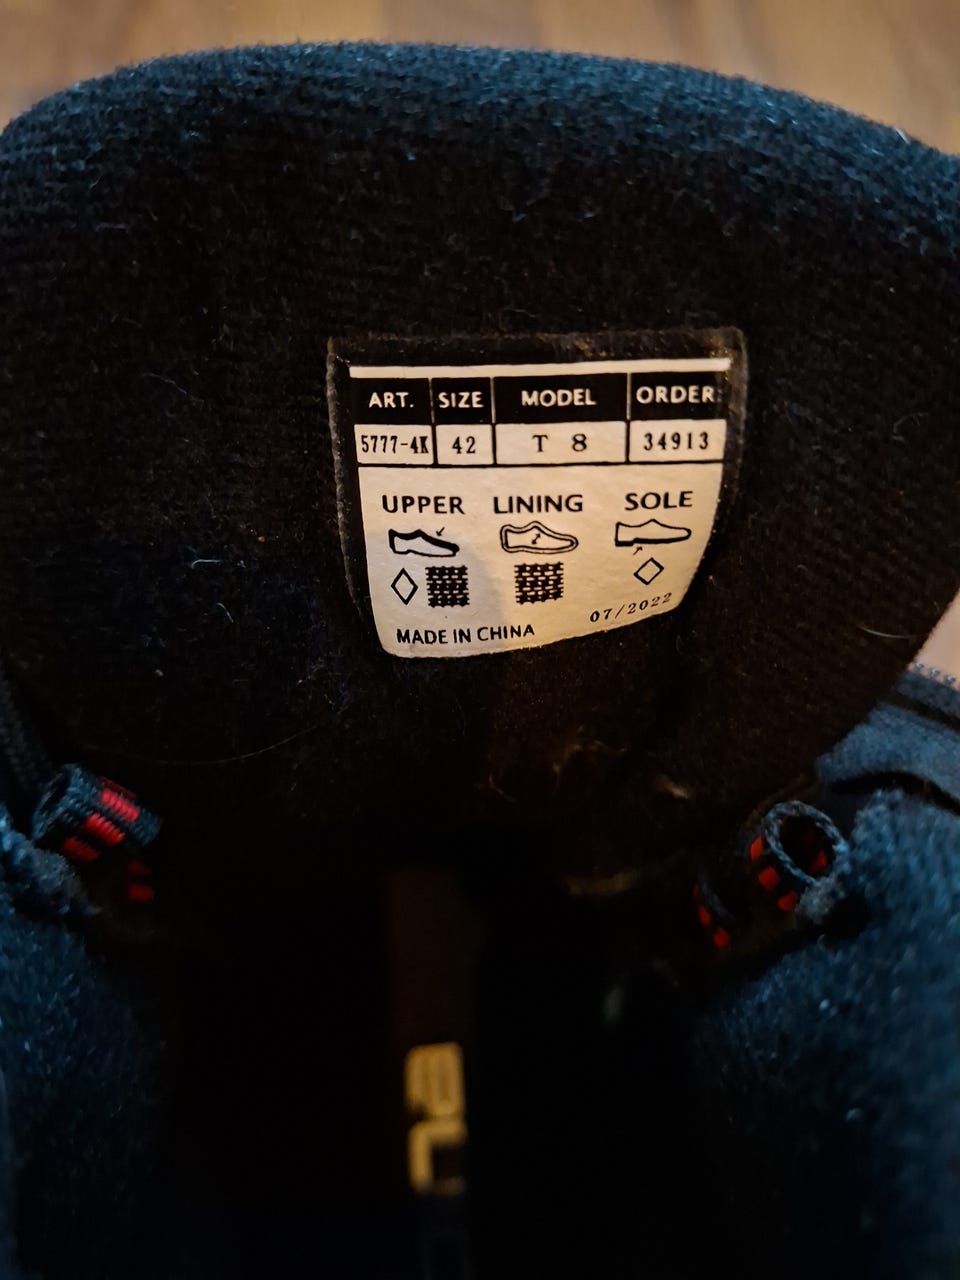 ART. SIZE MODEL ORDER:
5777-4K 42 T 8 34913
UPPER LINING SOLE
07/2022
MADE IN CHINA